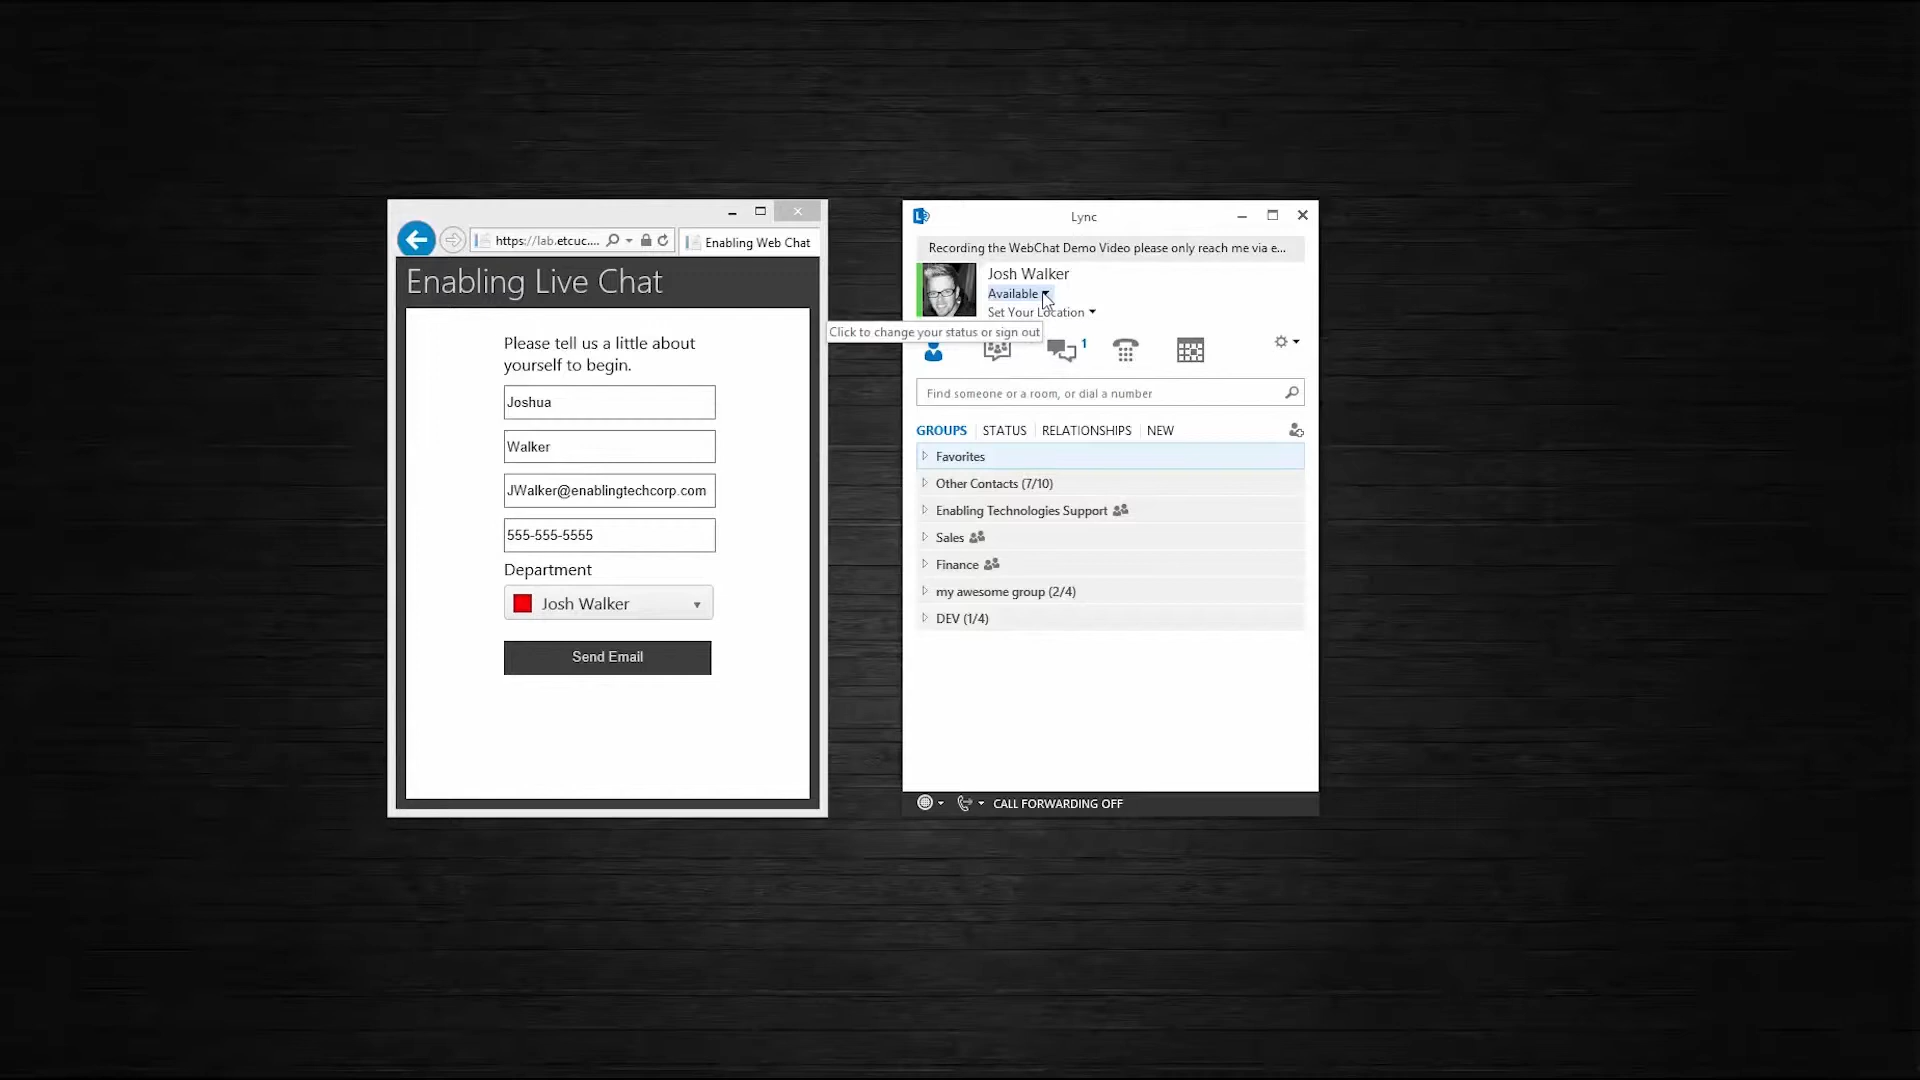 https://lab.etcuc....
Enabling Web Chat
Enabling Live Chat
Please tell us a little about
yourself to begin.
Joshua
Walker
JWalker@enablingtechcorp.com
555-555-5555
Department
Josh Walker
Send Email
Lync
Recording the WebChat Demo Video please only reach me via e...
Josh Walker
Available
Set Your Location
Click to change your status or sign out
1
Find someone or a room, or dial a number
GROUPS STATUS RELATIONSHIPS NEW
Favorites
Other Contacts (7/10)
Enabling Technologies Support
Sales
Finance
my awesome group (2/4)
DEV (1/4)
CALL FORWARDING OFF